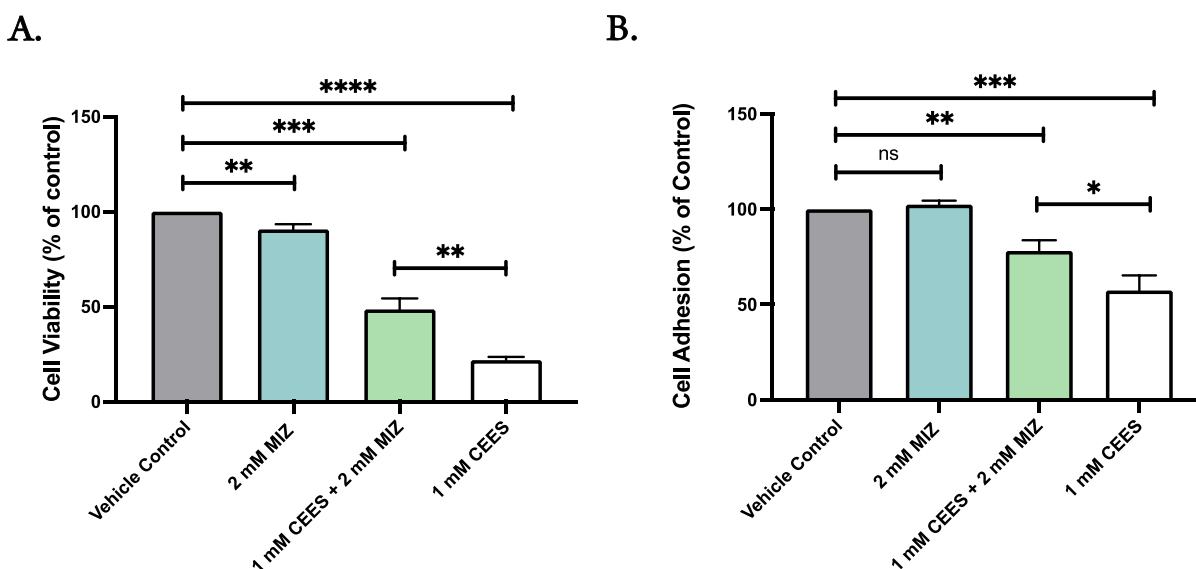 A.
****
***
**
**
150
100
50
0
Cell Viability (% of control)
Vehicle Control
2 mM MIZ
1 mM CEES + 2 mM MIZ
1 mM CEES
B.
***
**
ns
*
150
100
50
0
Cell Adhesion (% of Control)
Vehicle Control
2 mM MIZ
1 mM CEES + 2 mM MIZ
1 mM CEES